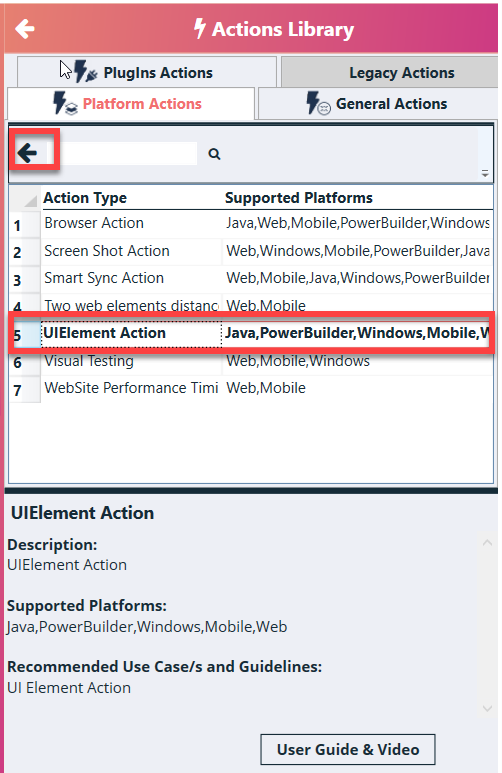 Actions Library
PlugIns Actions
Legacy Actions
Platform Actions
General Actions
Action Type Supported Platforms
1 Browser Action Java,Web,Mobile,PowerBuilder,Windows
2 Screen Shot Action Web,Windows,Mobile,PowerBuilder,Java
3 Smart Sync Action Web,Mobile,Java,Windows,PowerBuilder
4 Two web elements distanc Web,Mobile
5 UIElement Action Java,PowerBuilder,Windows,Mobile,W
6 Visual Testing Web,Mobile,Windows
7 WebSite Performance Timi Web,Mobile
UIElement Action
Description:
UIElement Action
Supported Platforms:
Java,PowerBuilder,Windows,Mobile,Web
Recommended Use Case/s and Guidelines:
UI Element Action
User Guide & Video